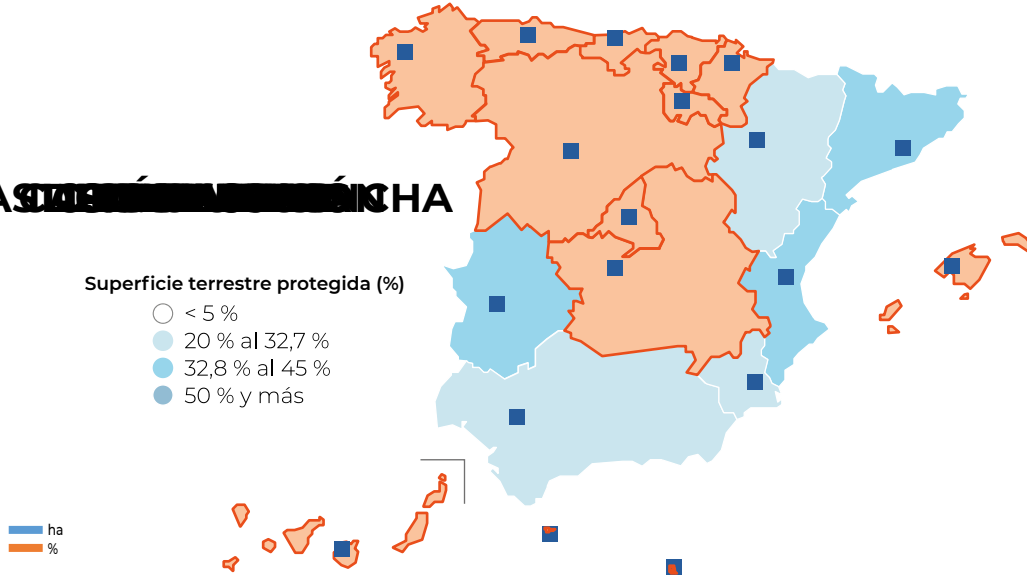 Superficie terrestre protegida (%)
< 5 %
20 % al 32,7 %
32,8 % al 45 %
50 % y más
ha
%